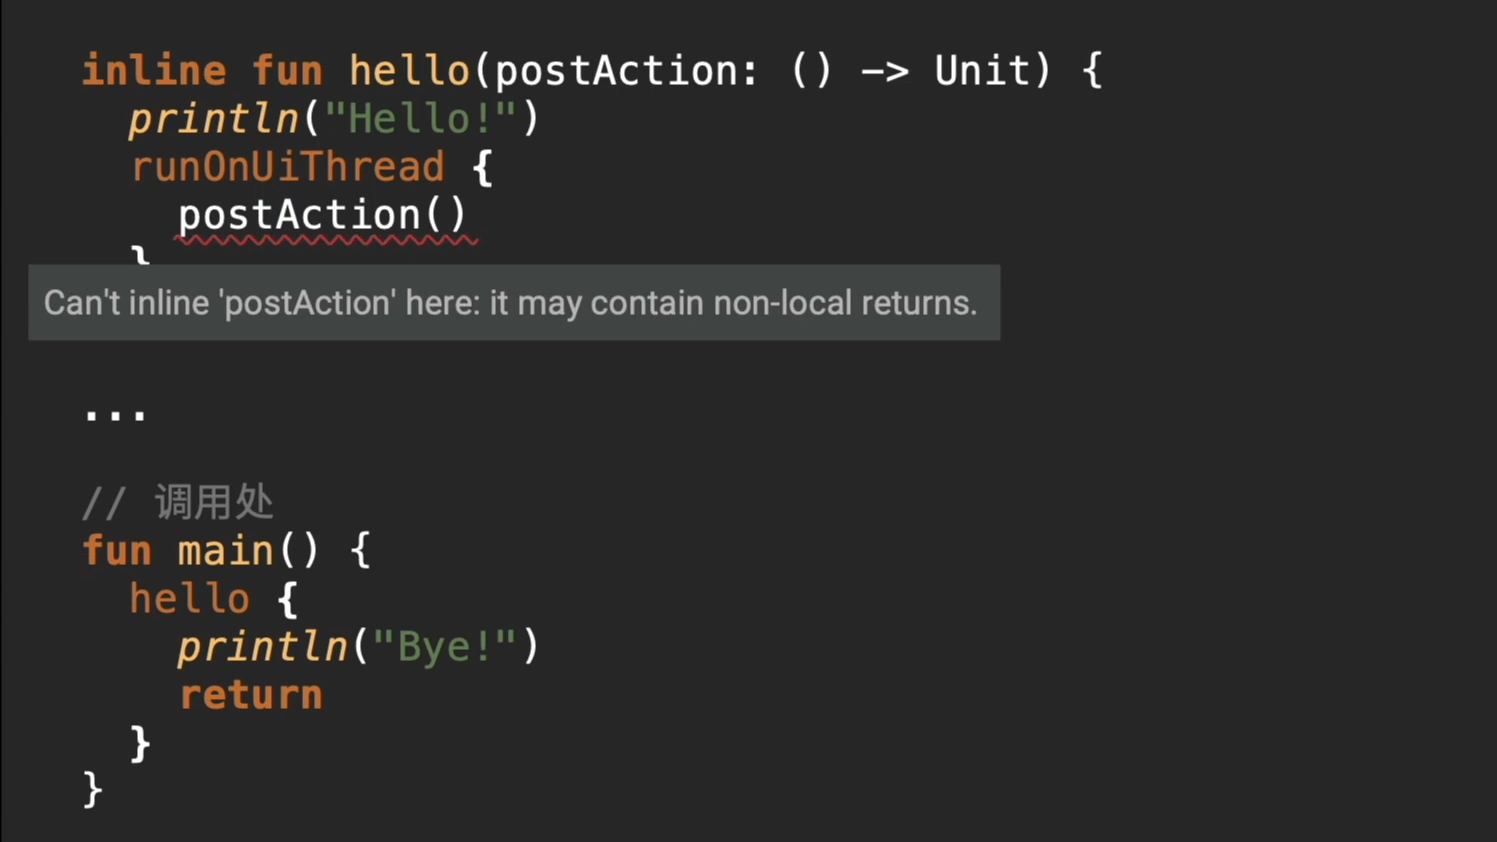 inline fun hello(postAction: () -> Unit) {
println("Hello!")
runOnUiThread {
postAction()
}
Can't inline 'postAction' here: it may contain non-local returns.
...
// 调用处
fun main() {
hello {
println("Bye!")
return
}
}